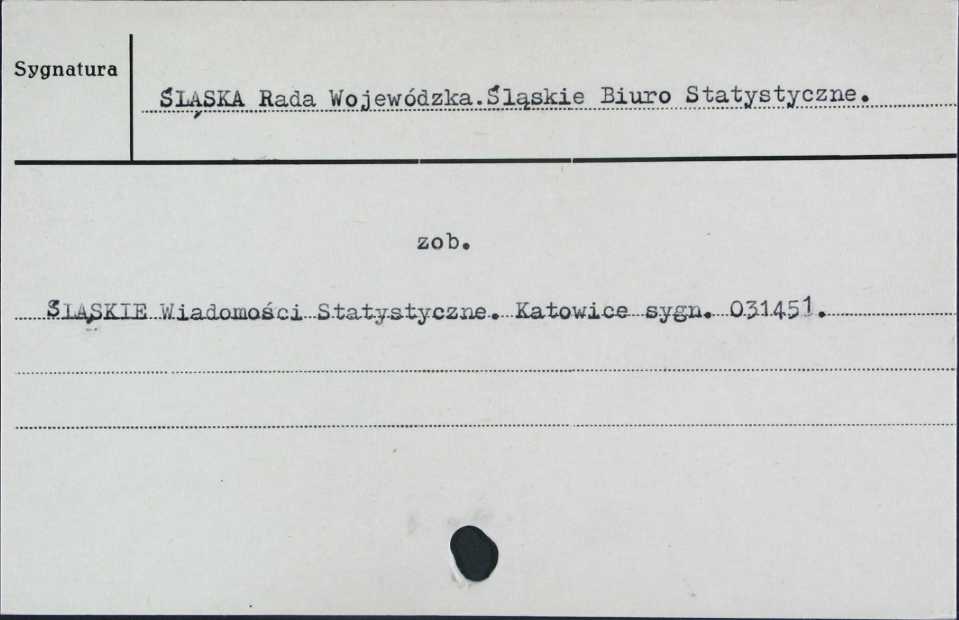 Sygnatura
ŚLĄSKA Rada Wojewódzka.Śląskie Biuro Statystyczne.
zob.
ŚLĄSKIE Wiadomości Statystyczne. Katowice sygn. 031451.